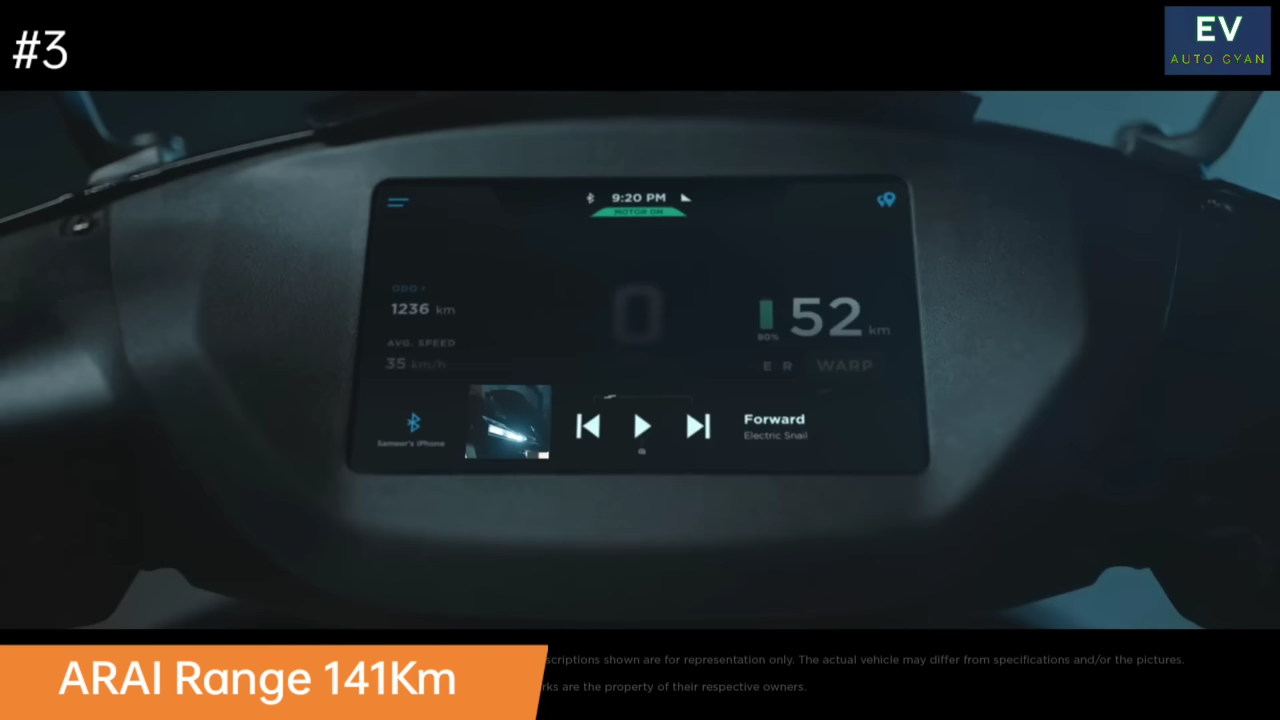 #3
EV
AUTO GYAN
9:20 PM
MOTOR ON
ODO
1236 km
AVG. SPEED
35 km/h
0
52 km
90%
E R WARP
Sameer's iPhone
Forward
Electric Snail
ARAI Range 141Km
scriptions shown are for representation only. The actual vehicle may differ from specifications and/or the pictures.
rks are the property of their respective owners.